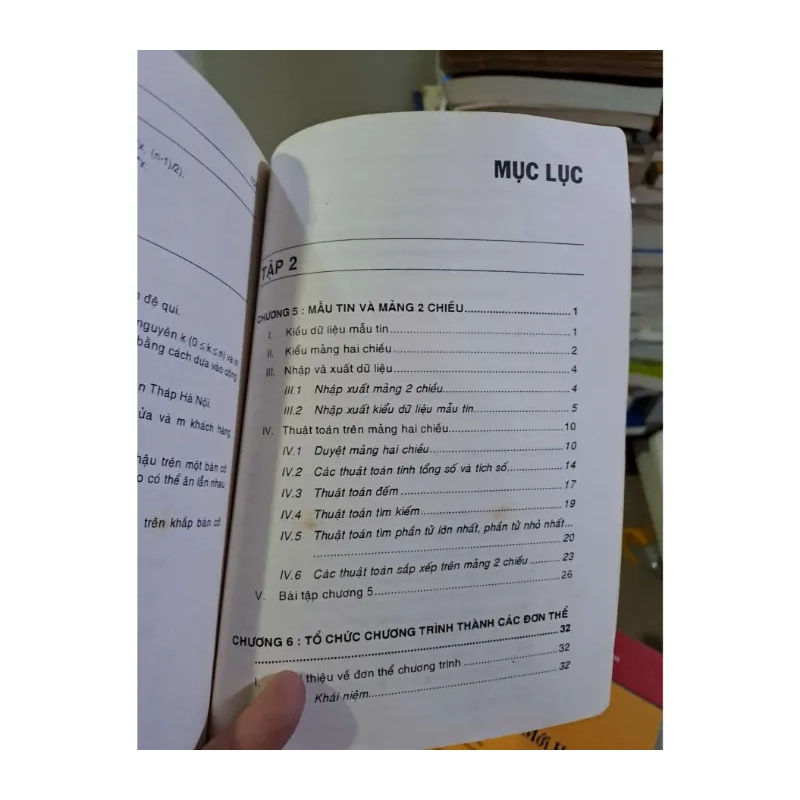 (n-1)/2).
đệ qui.
nguyên k (0 ≤ k ≤ n) và m
bằng cách dựa vào công
Tháp Hà Nội.
ửa và m khách hàng
hậu trên một bàn cờ
có thể ăn lẫn nhau
trên khắp bàn cờ
MỤC LỤC
TẬP 2
CHƯƠNG 5 : MẪU TIN VÀ MẢNG 2 CHIỀU 1
I. Kiểu dữ liệu mẫu tin 1
II. Kiểu mảng hai chiều 2
III. Nhập và xuất dữ liệu 4
III.1 Nhập xuất mảng 2 chiều 4
III.2 Nhập xuất kiểu dữ liệu mẫu tin 5
IV. Thuật toán trên mảng hai chiều 10
IV.1 Duyệt mảng hai chiều 10
IV.2 Các thuật toán tính tổng số và tích số 14
IV.3 Thuật toán đếm 17
IV.4 Thuật toán tìm kiếm 19
IV.5 Thuật toán tìm phần tử lớn nhất, phần tử nhỏ nhất...
20
IV.6 Các thuật toán sắp xếp trên mảng 2 chiều 23
V. Bài tập chương 5 26
CHƯƠNG 6 : TỔ CHỨC CHƯƠNG TRÌNH THÀNH CÁC ĐƠN THỂ
32
I. thiệu về đơn thể chương trình 32
Khái niệm 32
Mới